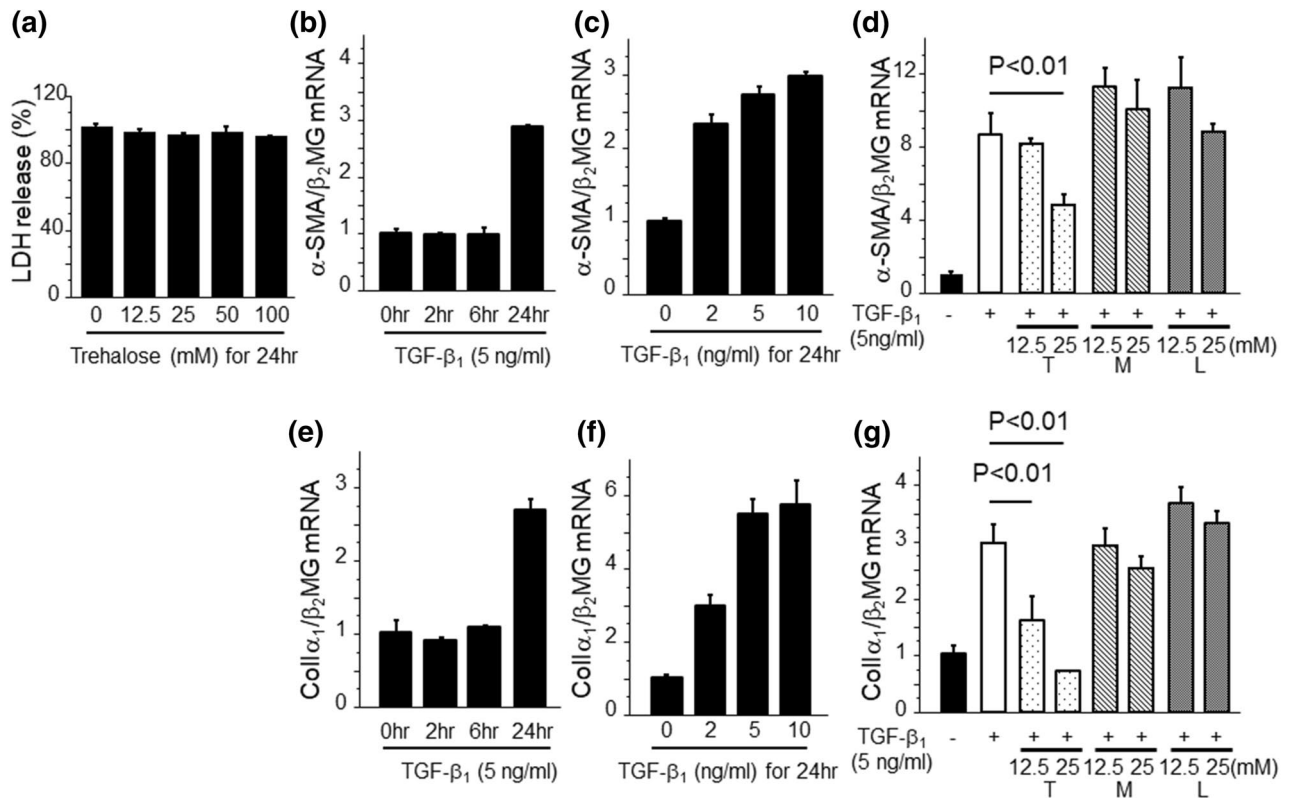 (a)
LDH release (%)
120
80
40
0
0 12.5 25 50 100
Trehalose (mM) for 24hr
(b)
α-SMA/β₂MG mRNA
4
3
2
1
0
0hr 2hr 6hr 24hr
TGF-β₁ (5 ng/ml)
(c)
α-SMA/β₂MG mRNA
3
2
1
0
0 2 5 10
TGF-β₁ (ng/ml) for 24hr
(d)
α-SMA/β₂MG mRNA
12
8
4
0
P<0.01
TGF-β₁ - + + + + + + +
(5ng/ml)
12.5 25 12.5 25 12.5 25 (mM)
T M L
(e)
Collα₁/β₂MG mRNA
3
2
1
0
0hr 2hr 6hr 24hr
TGF-β₁ (5 ng/ml)
(f)
CollαI₁/β₂MG mRNA
6
4
2
0
0 2 5 10
TGF-β₁ (ng/ml) for 24hr
(g)
Collα₁/β₂MG mRNA
4
3
2
1
0
P<0.01
P<0.01
TGF-β₁ - + + + + + + +
(5 ng/ml)
12.5 25 12.5 25 12.5 25(mM)
T M L